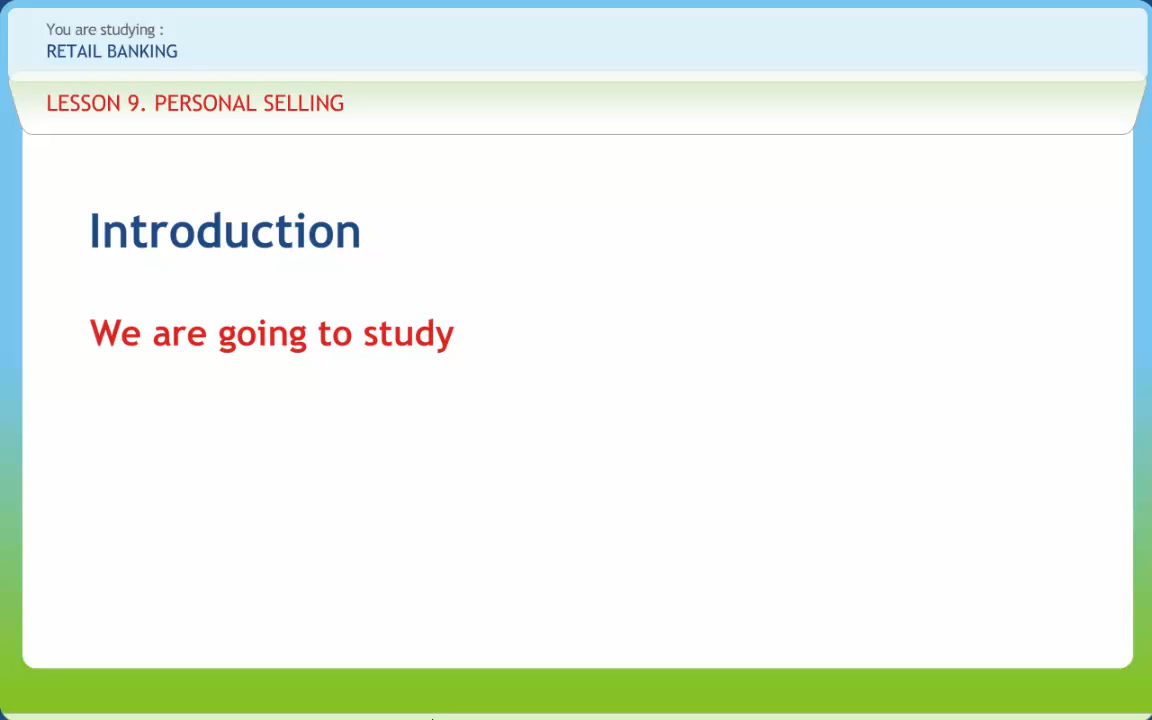 You are studying :
RETAIL BANKING
LESSON 9. PERSONAL SELLING
Introduction
We are going to study